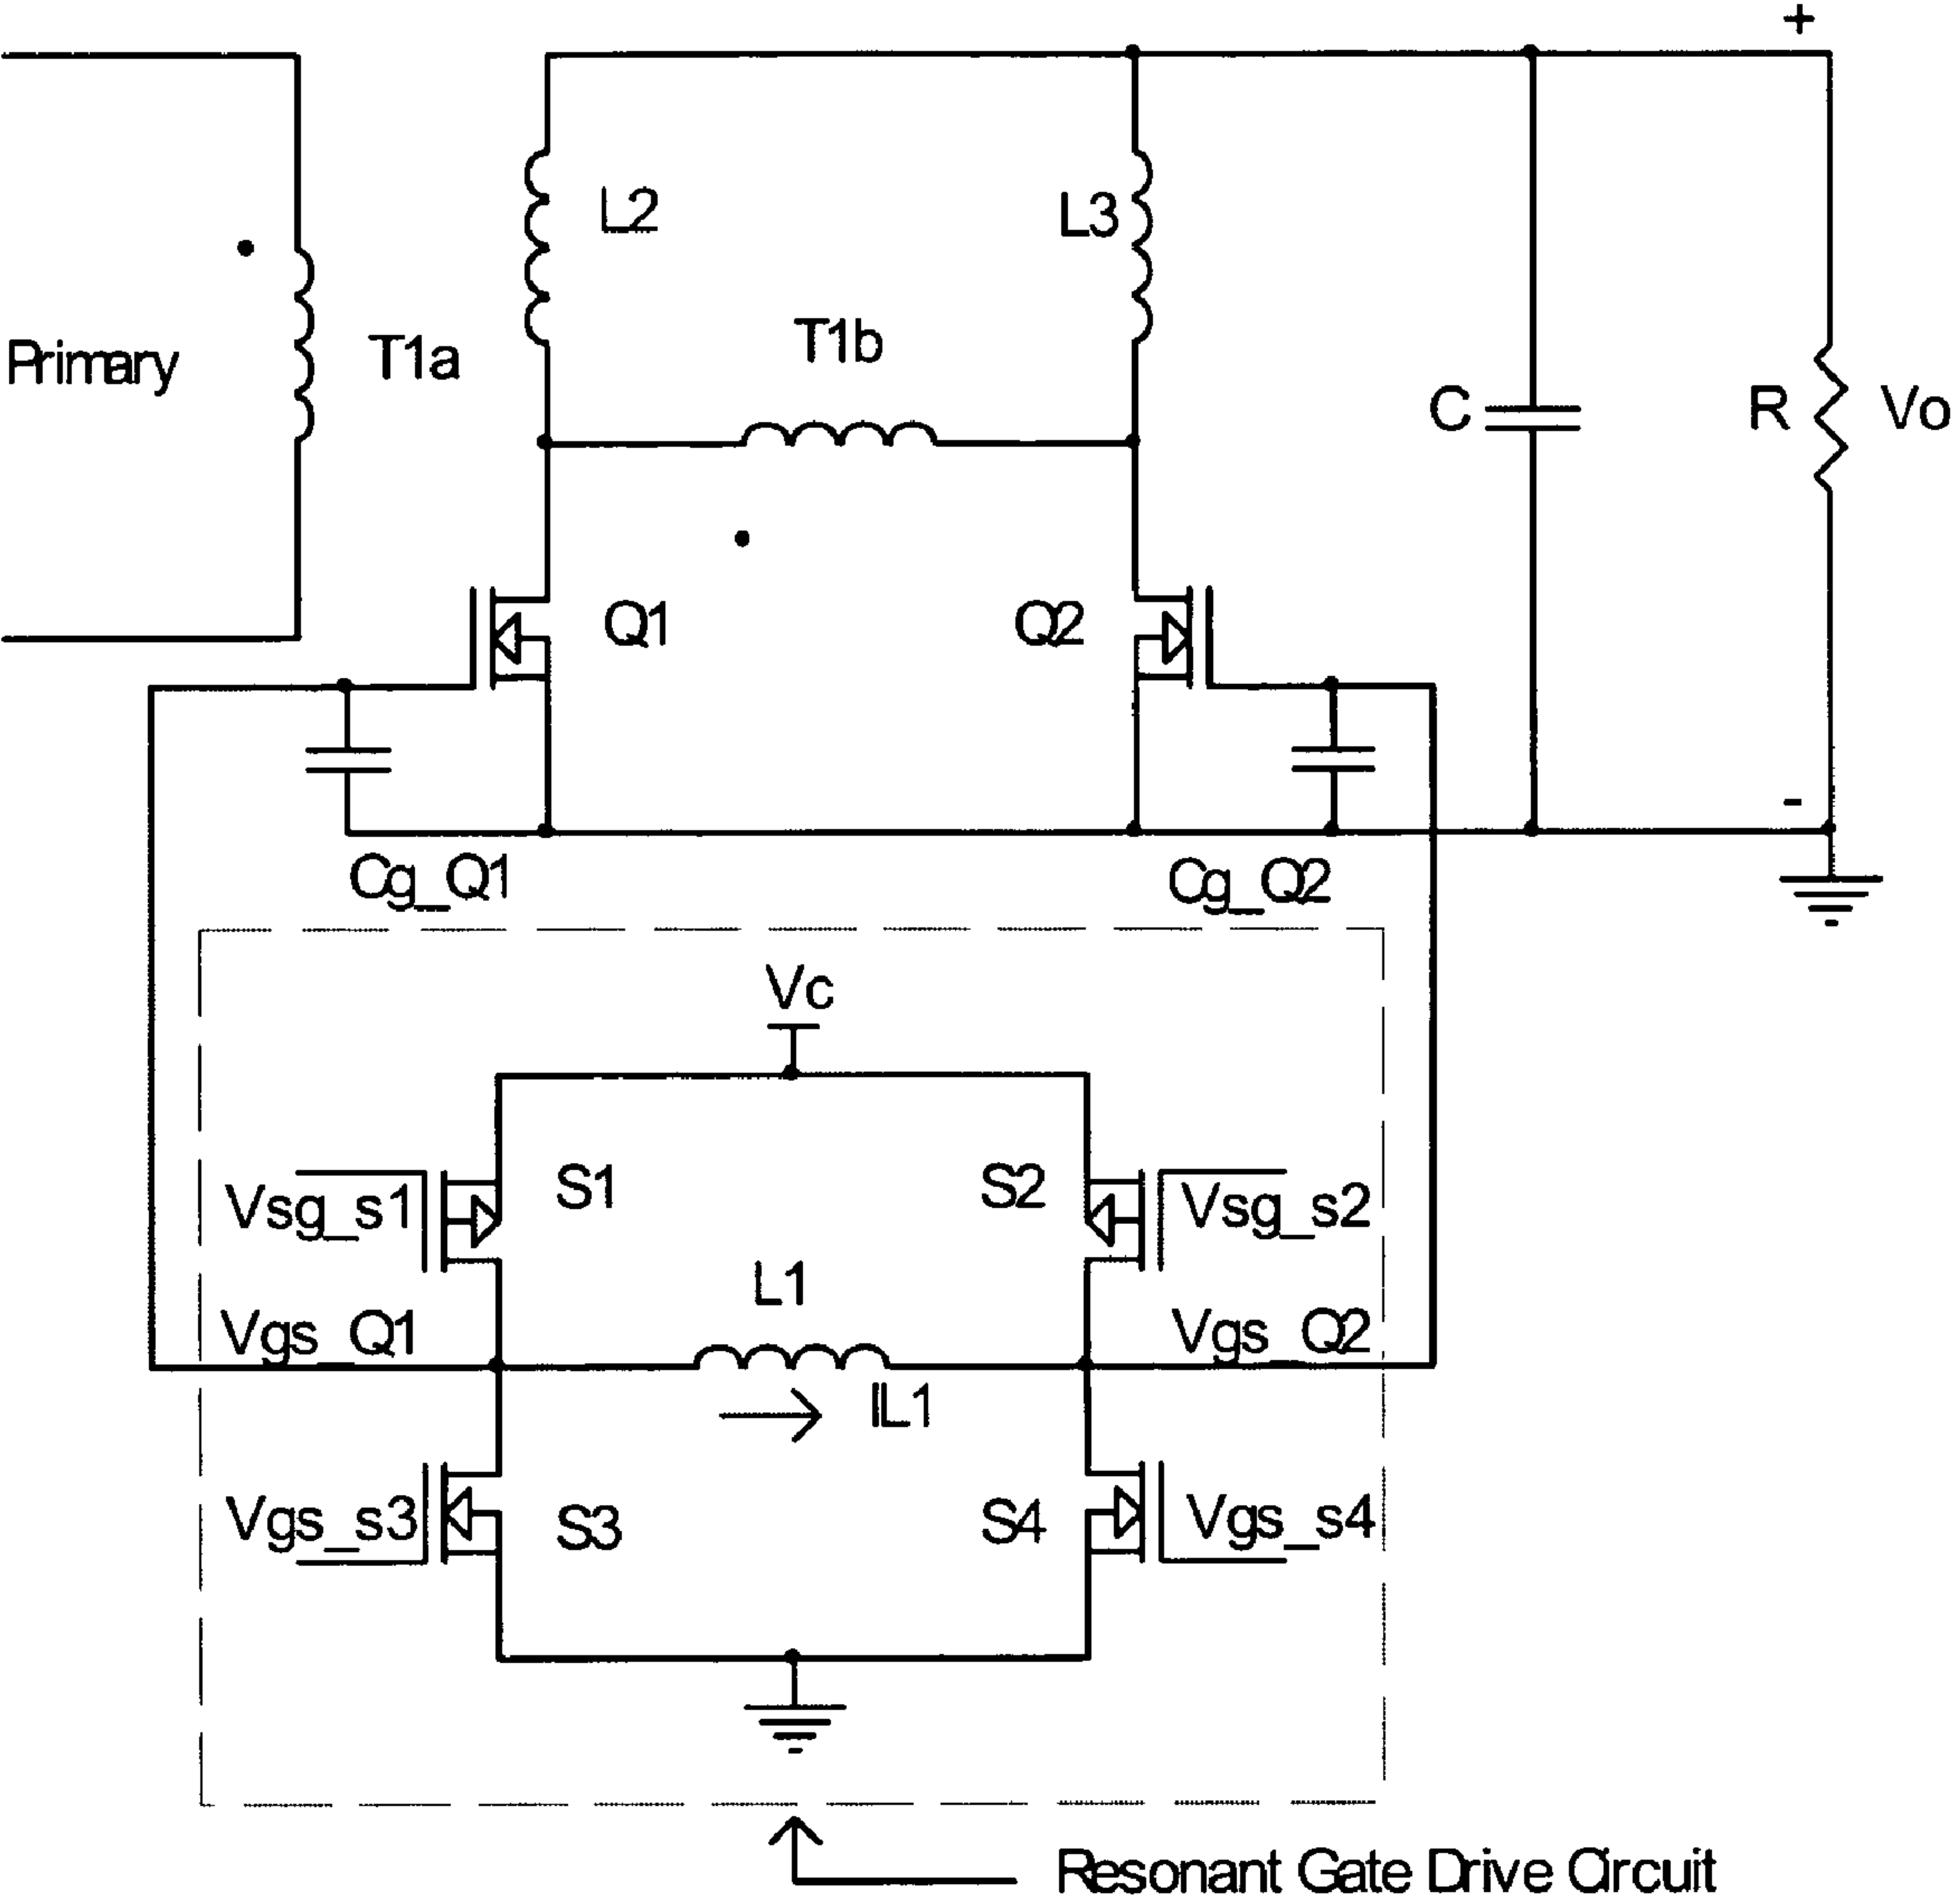 +
L2
L3
T1b
Primary
T1a
C
R
Vo
Q1
Q2
-
Cg_Q1
Cg_Q2
Vc
S1
S2
Vsg_s1
Vsg_s2
L1
Vgs_Q1
Vgs_Q2
IL1
Vgs_s3
S3
S4
Vgs_s4
Resonant Gate Drive Circuit